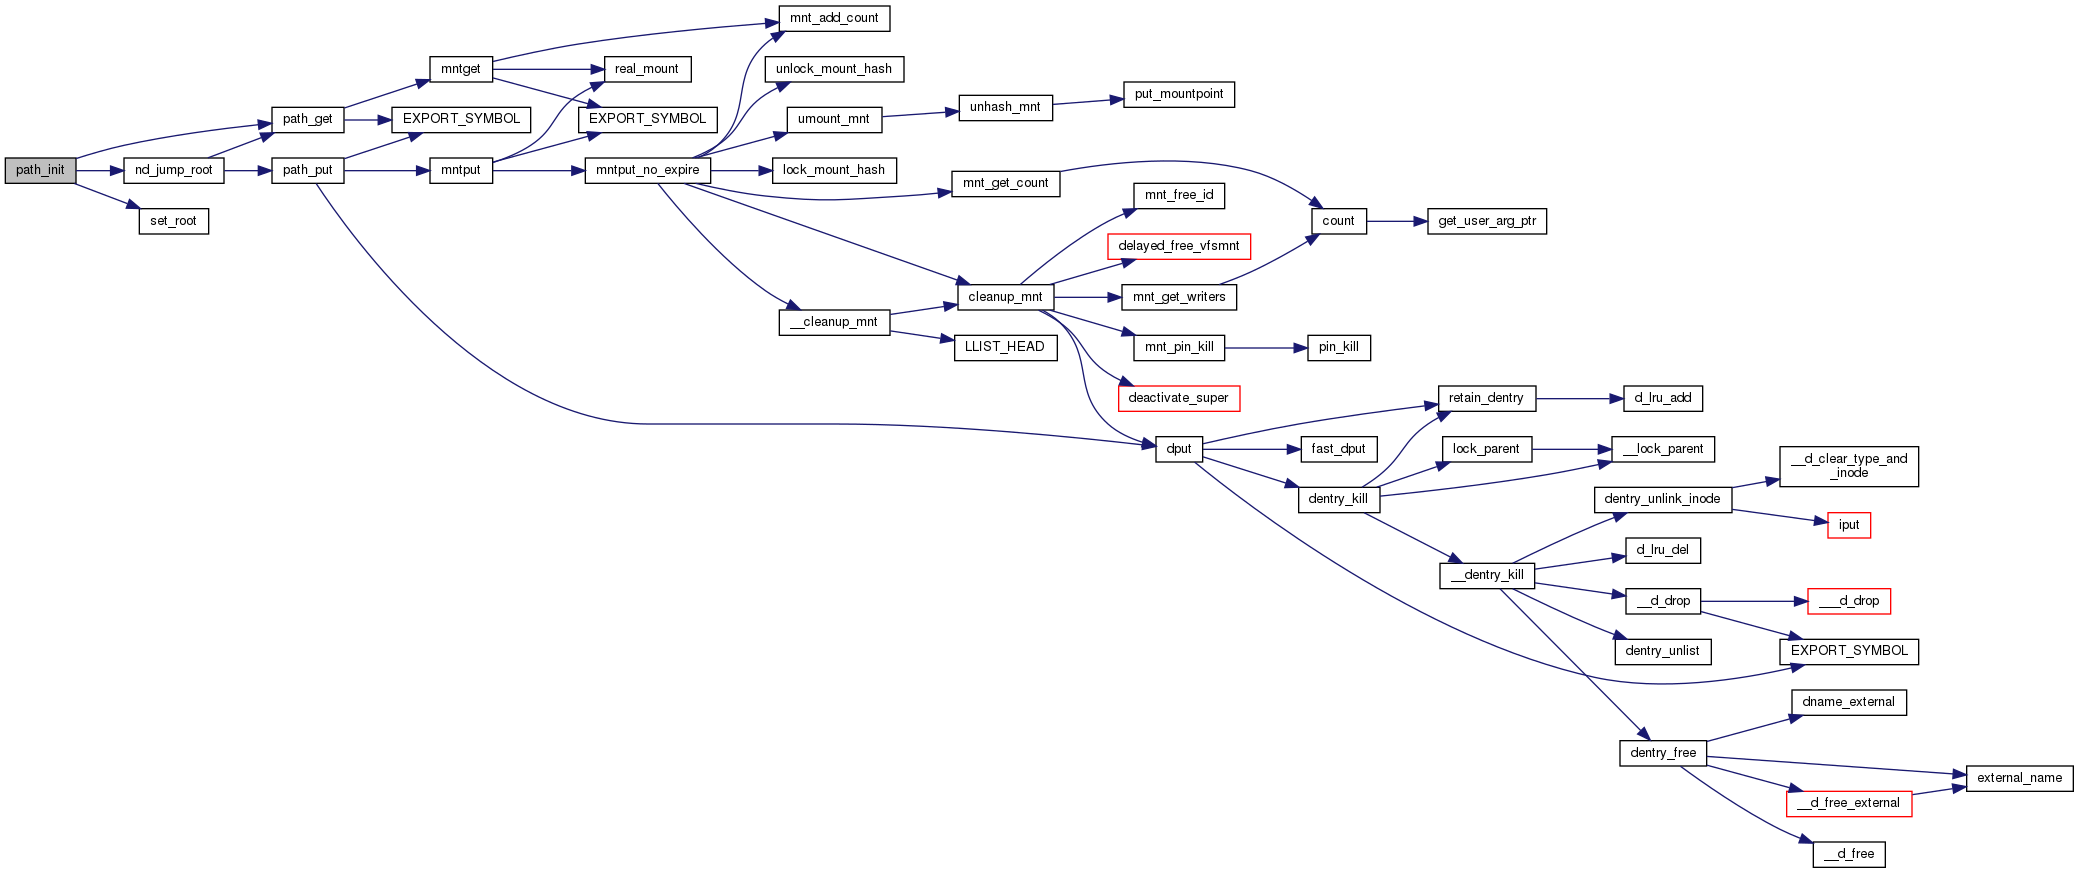 mnt_add_count
mntget
real_mount
unlock_mount_hash
put_mountpoint
unhash_mnt
path_get
EXPORT_SYMBOL
EXPORT_SYMBOL
umount_mnt
path_init
nd_jump_root
path_put
mntput
mntput_no_expire
lock_mount_hash
mnt_get_count
mnt_free_id
set_root
count
get_user_arg_ptr
delayed_free_vfsmnt
cleanup_mnt
mnt_get_writers
__cleanup_mnt
LLIST_HEAD
mnt_pin_kill
pin_kill
deactivate_super
retain_dentry
d_lru_add
dput
fast_dput
lock_parent
__lock_parent
__d_clear_type_and
_inode
dentry_kill
dentry_unlink_inode
iput
d_lru_del
__dentry_kill
__d_drop
___d_drop
dentry_unlist
EXPORT_SYMBOL
dname_external
dentry_free
external_name
__d_free_external
__d_free